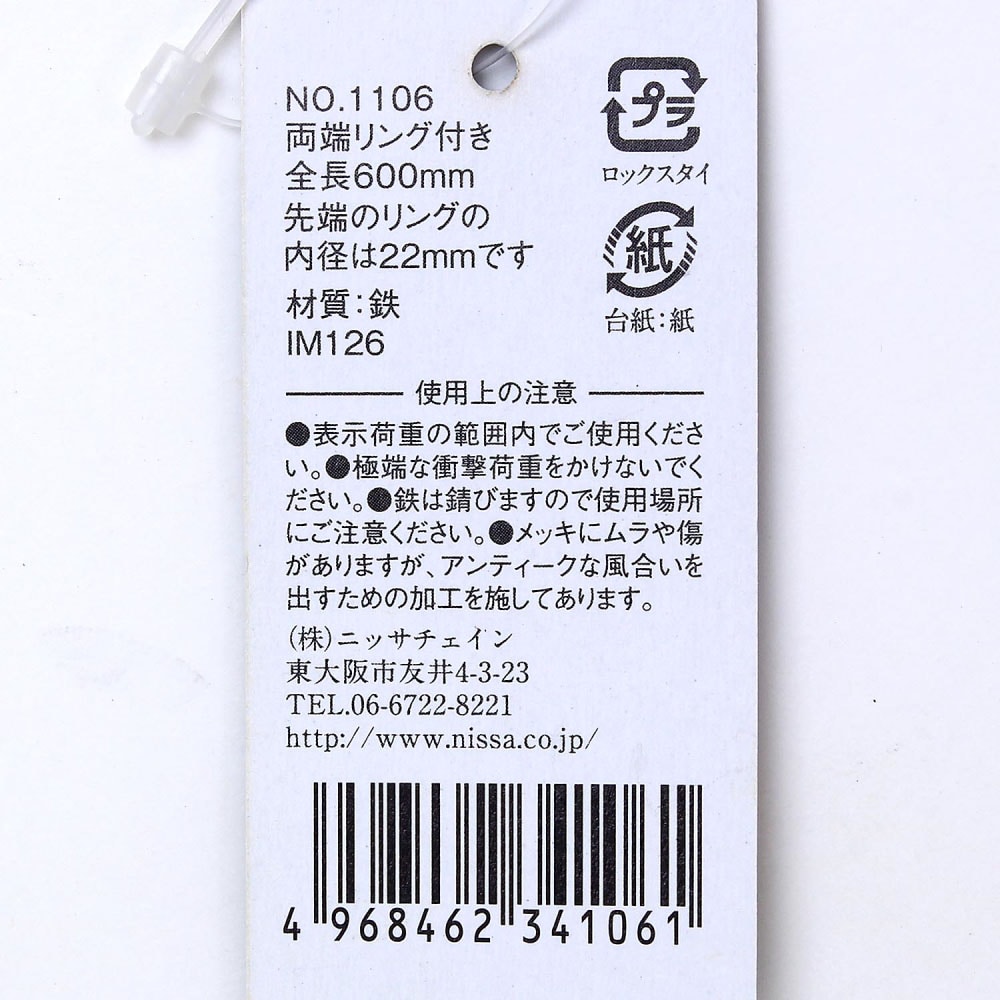 NO.1106
両端リング付き
全長600mm
先端のリングの
内径は22mmです
材質：鉄
IM126
プラ
ロックスタイ
紙
台紙：紙
使用上の注意
●表示荷重の範囲内でご使用くださ
い。●極端な衝撃荷重をかけないでく
ださい。●鉄は錆びますので使用場所
にご注意ください。●メッキにムラや傷
がありますが、アンティークな風合いを
出すための加工を施してあります。
(株)ニッサチェイン
東大阪市友井4-3-23
TEL.06-6722-8221
http://www.nissa.co.jp/
4 968462 341061